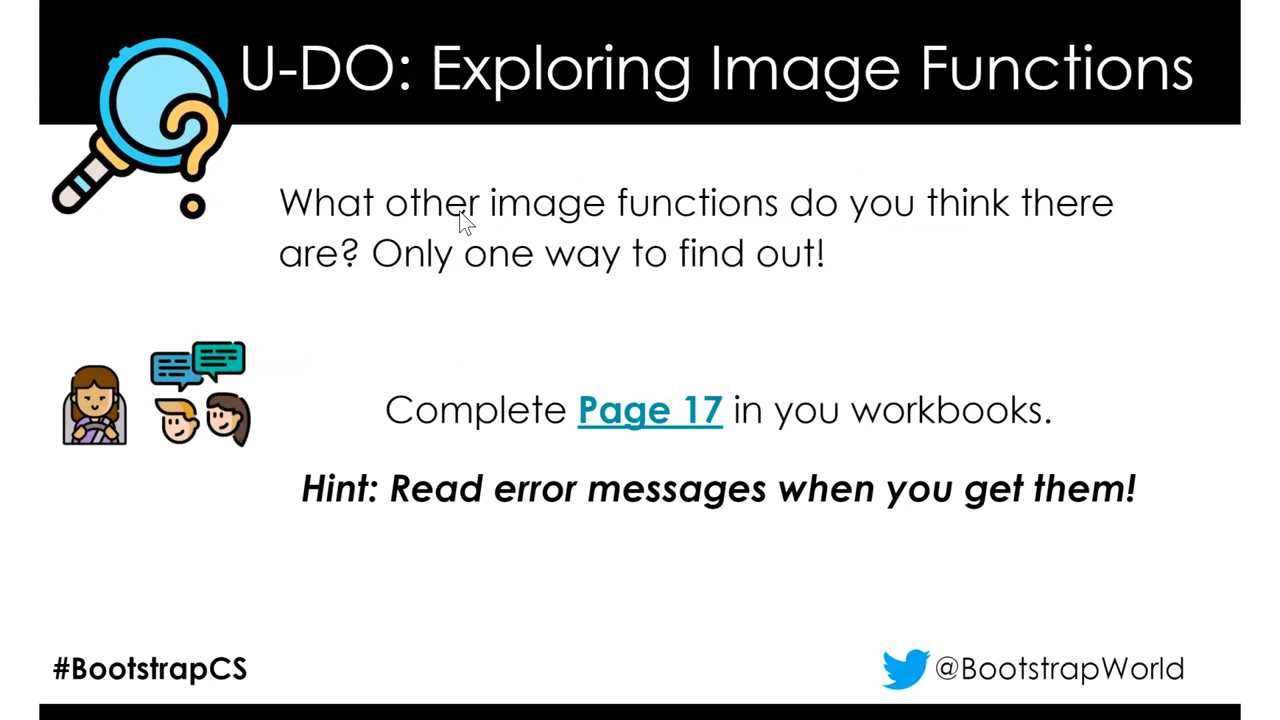 U-DO: Exploring Image Functions
What other image functions do you think there
are? Only one way to find out!
Complete Page 17 in you workbooks.
Hint: Read error messages when you get them!
#BootstrapCS
@BootstrapWorld